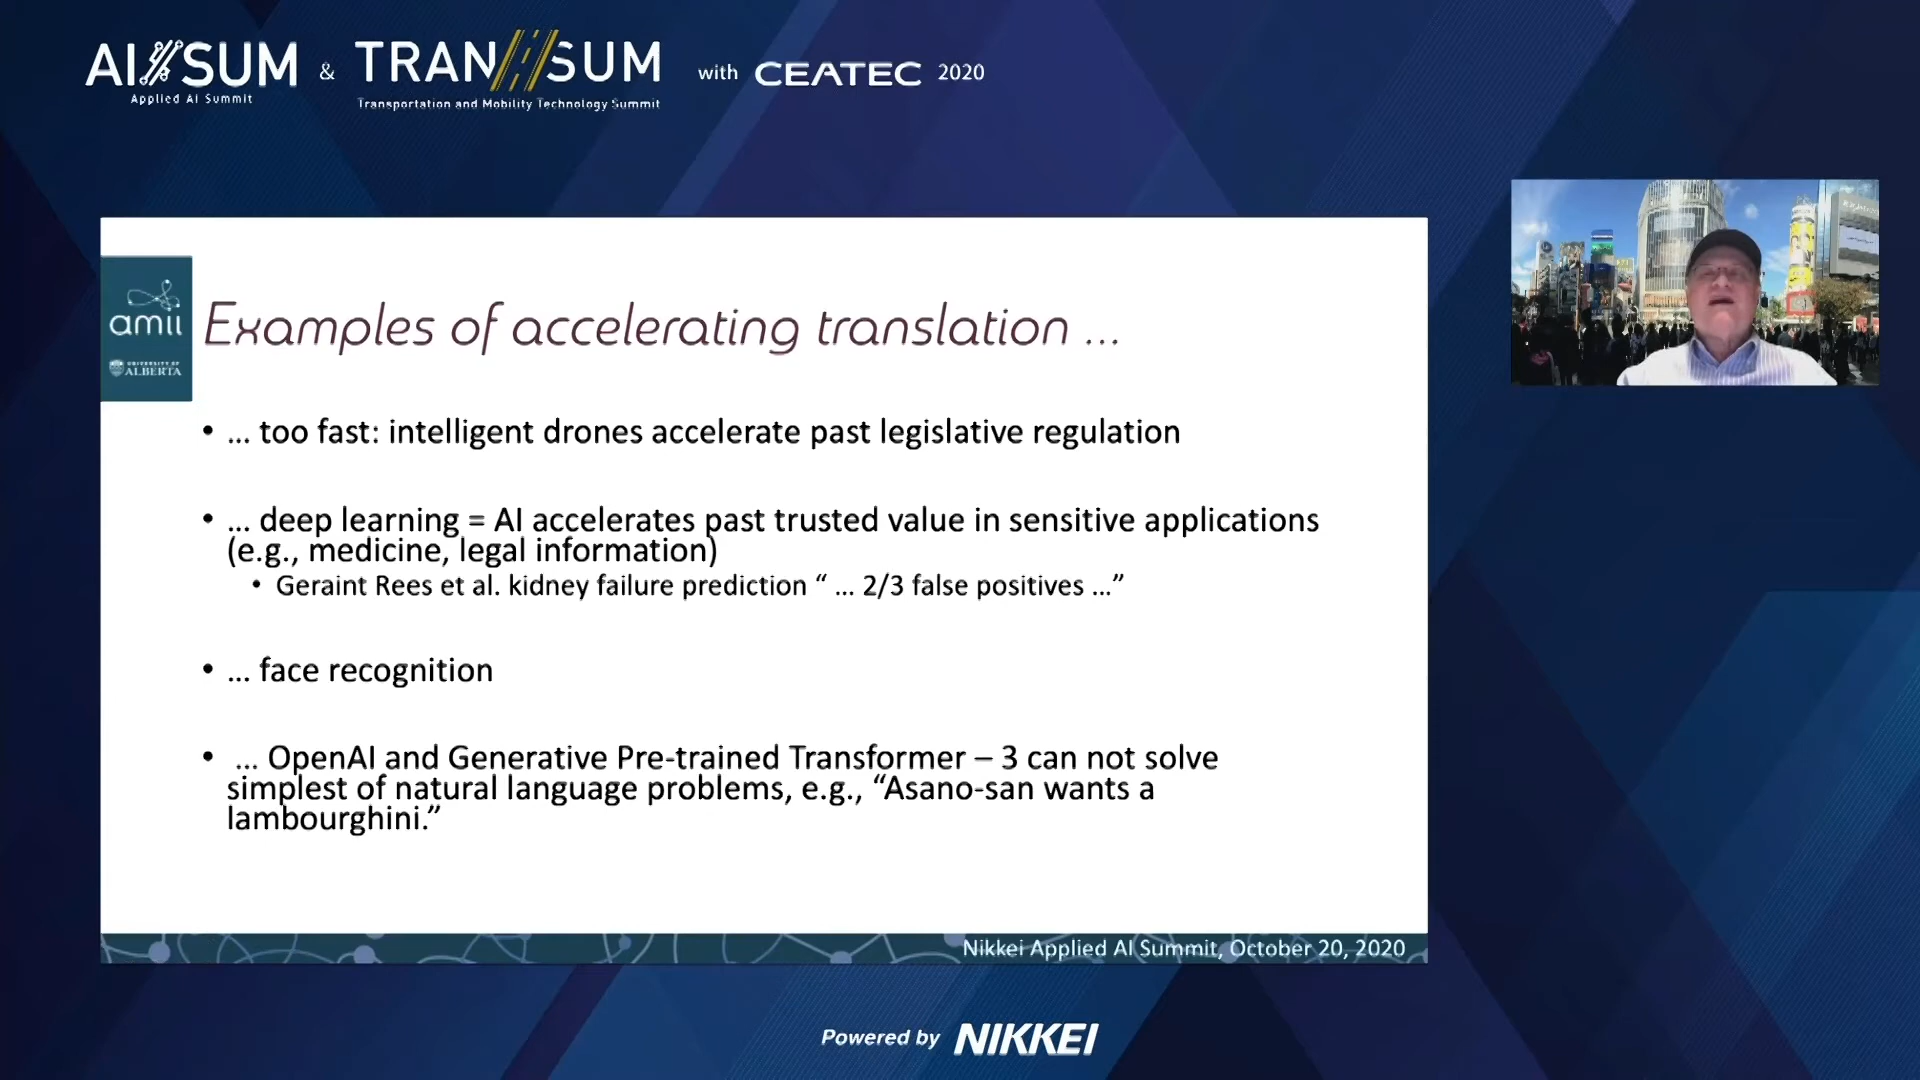 AI//SUM & TRAN//SUM with CEATEC 2020
Applied AI Summit
Transportation and Mobility Technology Summit
amii
UNIVERSITY OF
ALBERTA
Examples of accelerating translation ...
• ... too fast: intelligent drones accelerate past legislative regulation
• ... deep learning = AI accelerates past trusted value in sensitive applications
(e.g., medicine, legal information)
• Geraint Rees et al. kidney failure prediction “ ... 2/3 false positives ...”
• ... face recognition
• ... OpenAI and Generative Pre-trained Transformer – 3 can not solve
simplest of natural language problems, e.g., “Asano-san wants a
lambourghini.”
Nikkei Applied AI Summit, October 20, 2020
Powered by NIKKEI